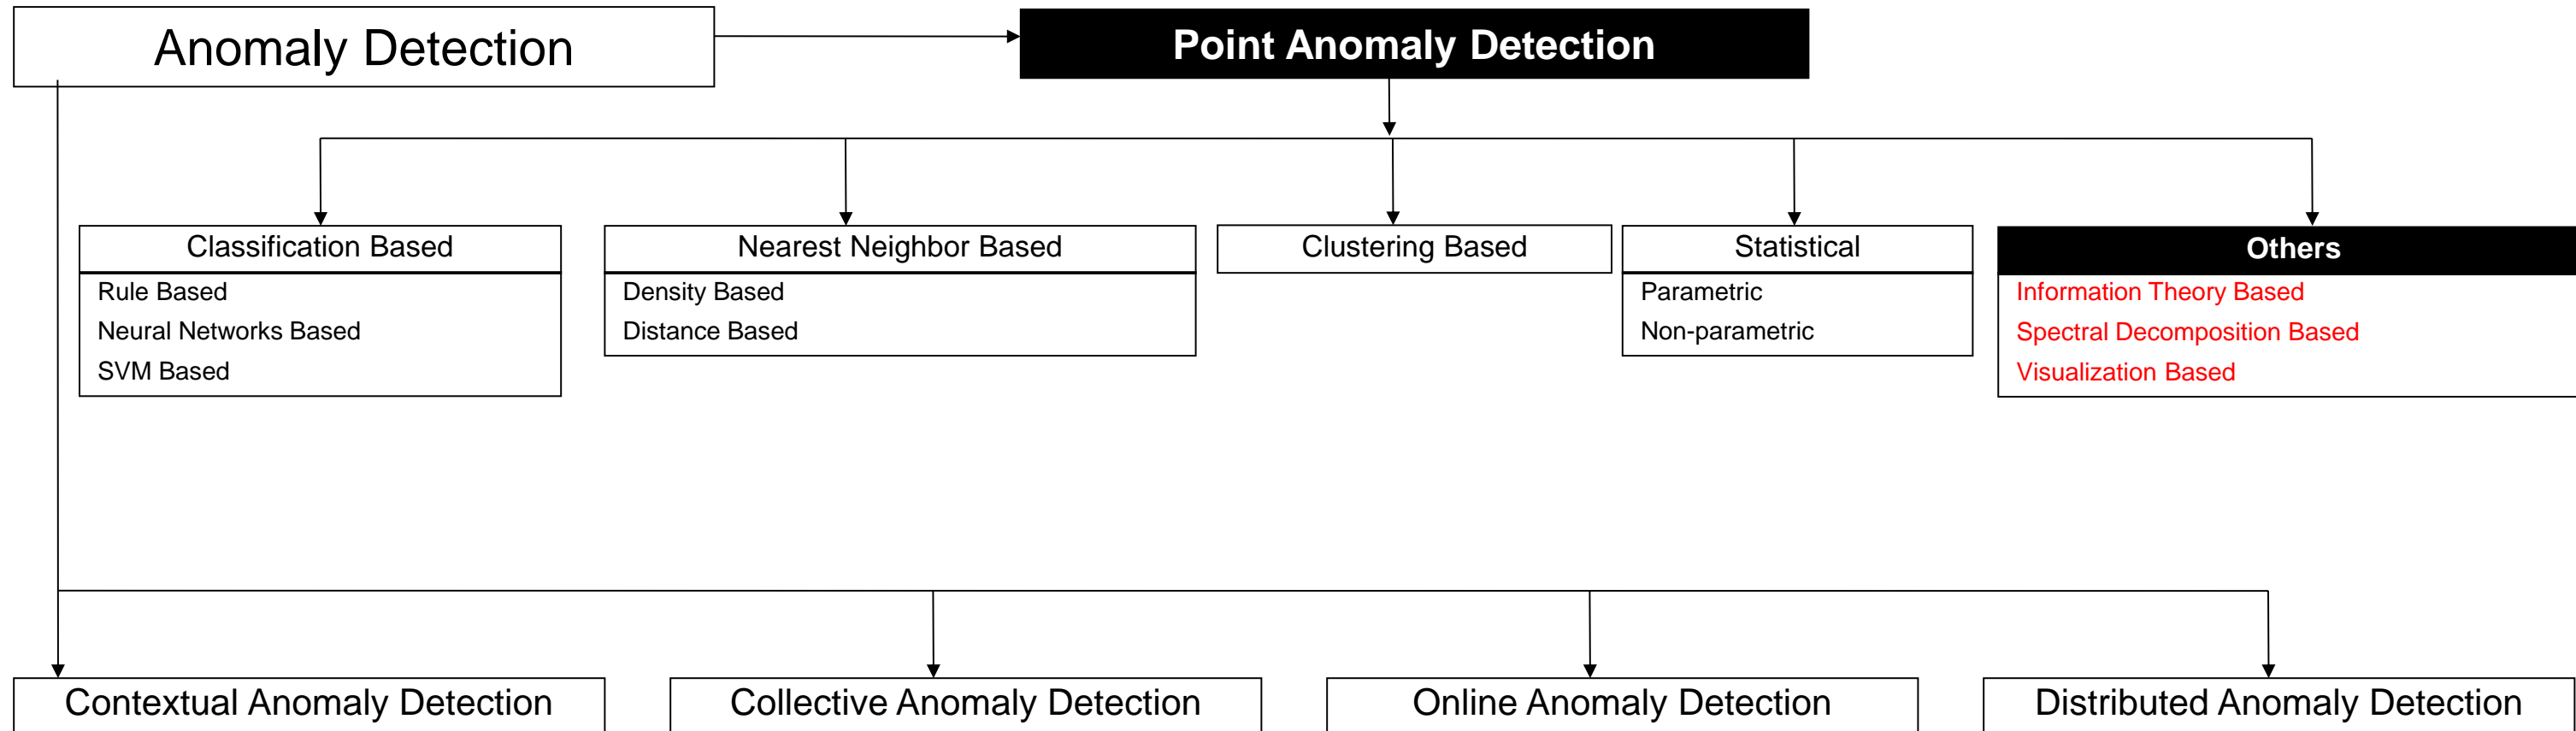 Anomaly Detection
Point Anomaly Detection
Classification Based
Rule Based
Neural Networks Based
SVM Based
Nearest Neighbor Based
Density Based
Distance Based
Clustering Based
Statistical
Parametric
Non-parametric
Others
Information Theory Based
Spectral Decomposition Based
Visualization Based
Contextual Anomaly Detection
Collective Anomaly Detection
Online Anomaly Detection
Distributed Anomaly Detection